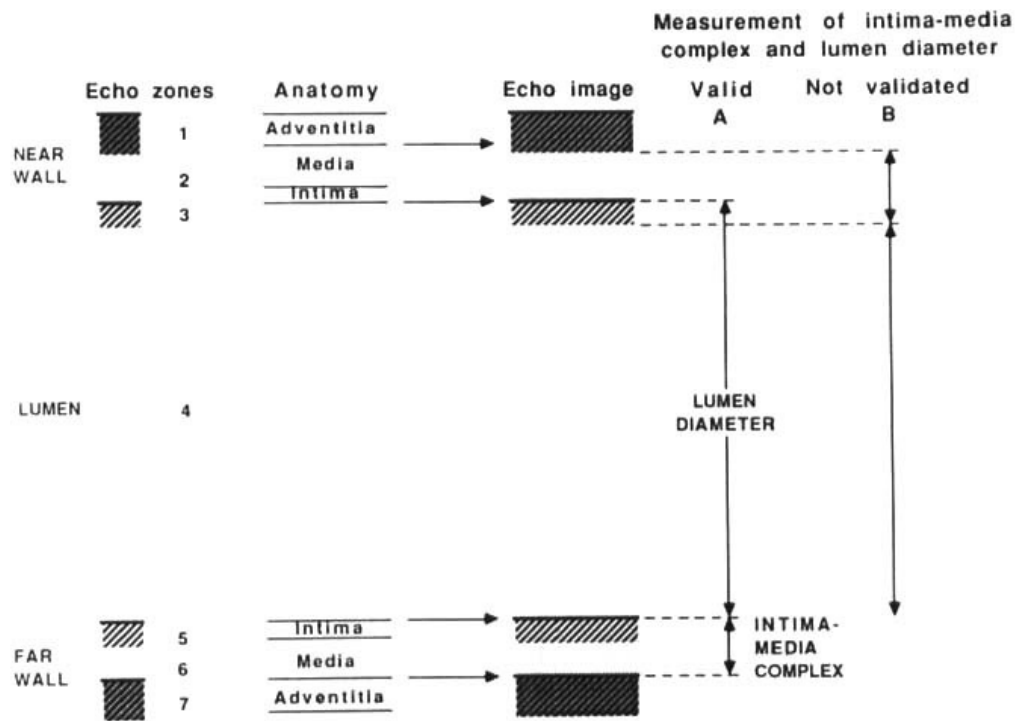 Measurement of intima-media
complex and lumen diameter
Echo zones Anatomy Echo image Valid Not validated
A B
NEAR
WALL
1
Adventitia
Media
2
Intima
3
LUMEN 4
LUMEN
DIAMETER
FAR
WALL
5
Intima
6
Media
7
Adventitia
INTIMA-
MEDIA
COMPLEX